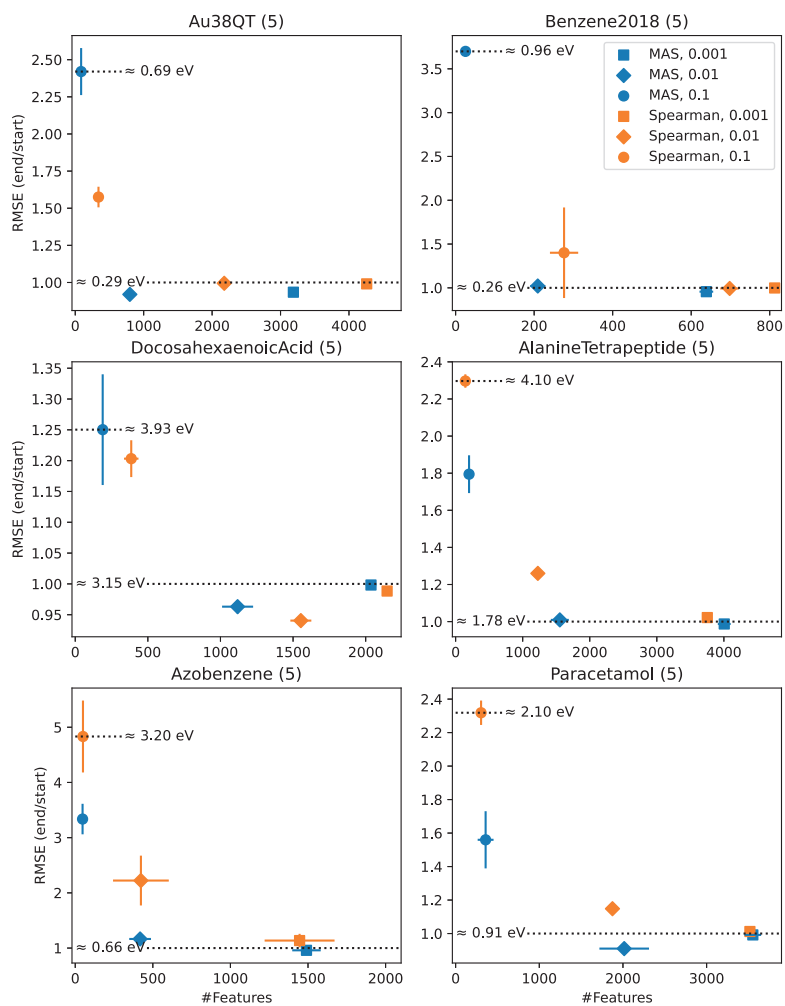 Au38QT (5)
Benzene2018 (5)
RMSE (end/start)
2.50
2.25
2.00
1.75
1.50
1.25
1.00
≈ 0.69 eV
≈ 0.29 eV
0
1000
2000
3000
4000
3.5
3.0
2.5
2.0
1.5
1.0
≈ 0.96 eV
≈ 0.26 eV
MAS, 0.001
MAS, 0.01
MAS, 0.1
Spearman, 0.001
Spearman, 0.01
Spearman, 0.1
0
200
400
600
800
DocosahexaenoicAcid (5)
AlanineTetrapeptide (5)
RMSE (end/start)
1.35
1.30
1.25
1.20
1.15
1.10
1.05
1.00
0.95
≈ 3.93 eV
≈ 3.15 eV
0
500
1000
1500
2000
2.4
2.2
2.0
1.8
1.6
1.4
1.2
1.0
≈ 4.10 eV
≈ 1.78 eV
0
1000
2000
3000
4000
Azobenzene (5)
Paracetamol (5)
RMSE (end/start)
5
4
3
2
1
≈ 3.20 eV
≈ 0.66 eV
0
500
1000
1500
2000
#Features
2.4
2.2
2.0
1.8
1.6
1.4
1.2
1.0
≈ 2.10 eV
≈ 0.91 eV
0
1000
2000
3000
#Features